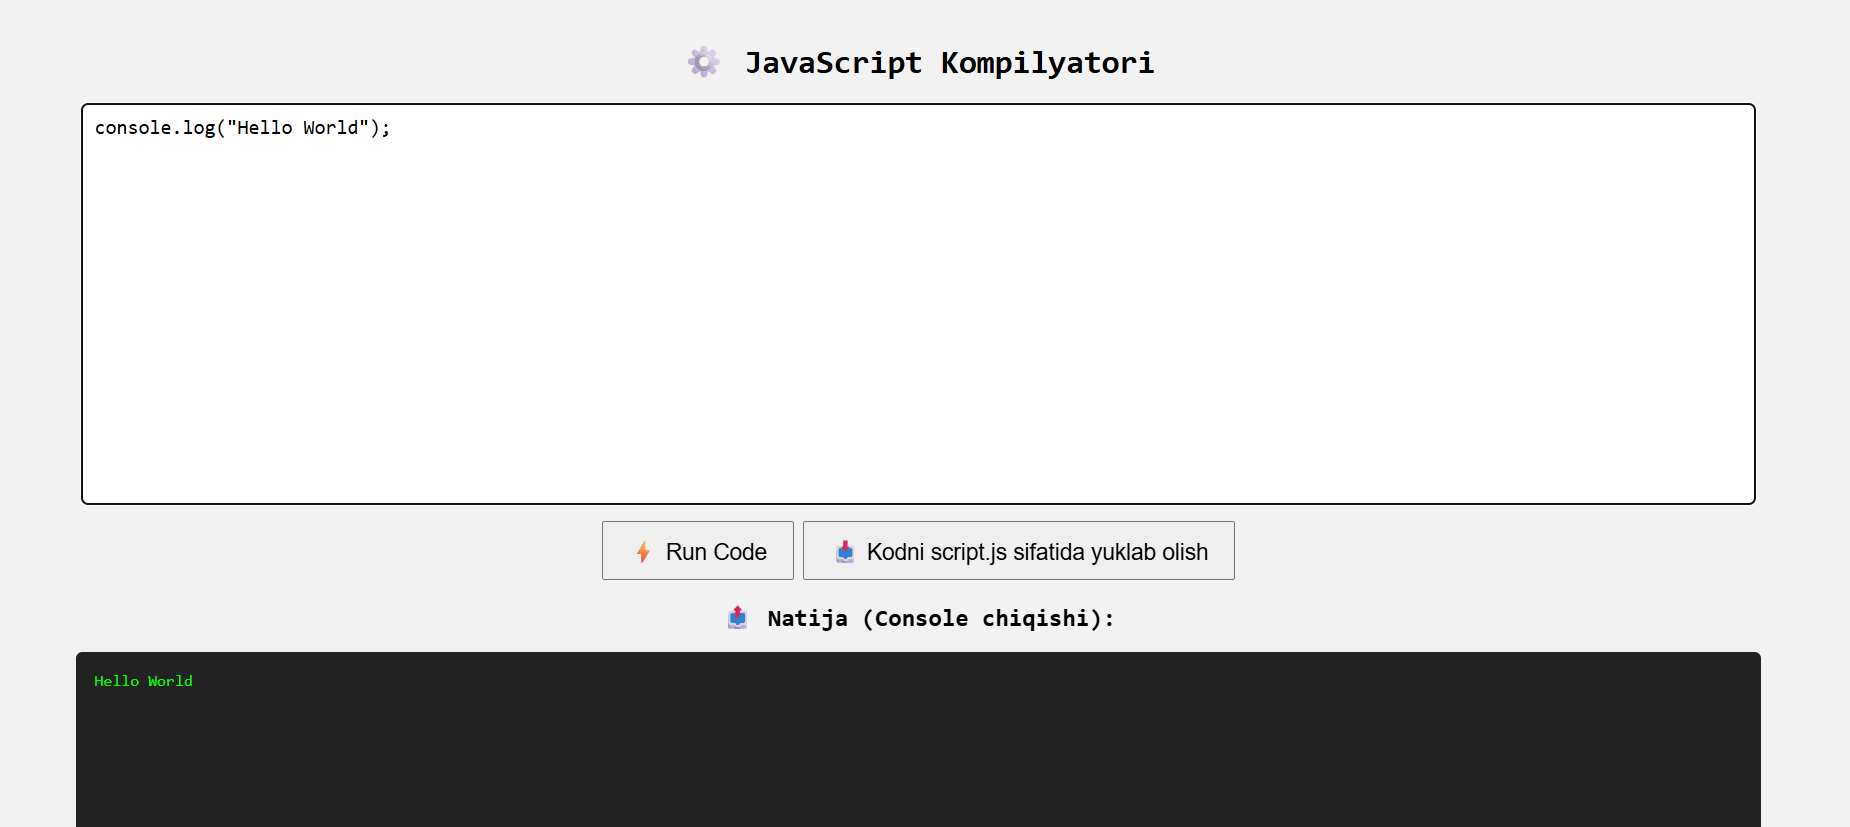 ⚙️ JavaScript Kompilyatori
console.log("Hello World");
⚡ Run Code
📥 Kodni script.js sifatida yuklab olish
📤 Natija (Console chiqishi):
Hello World